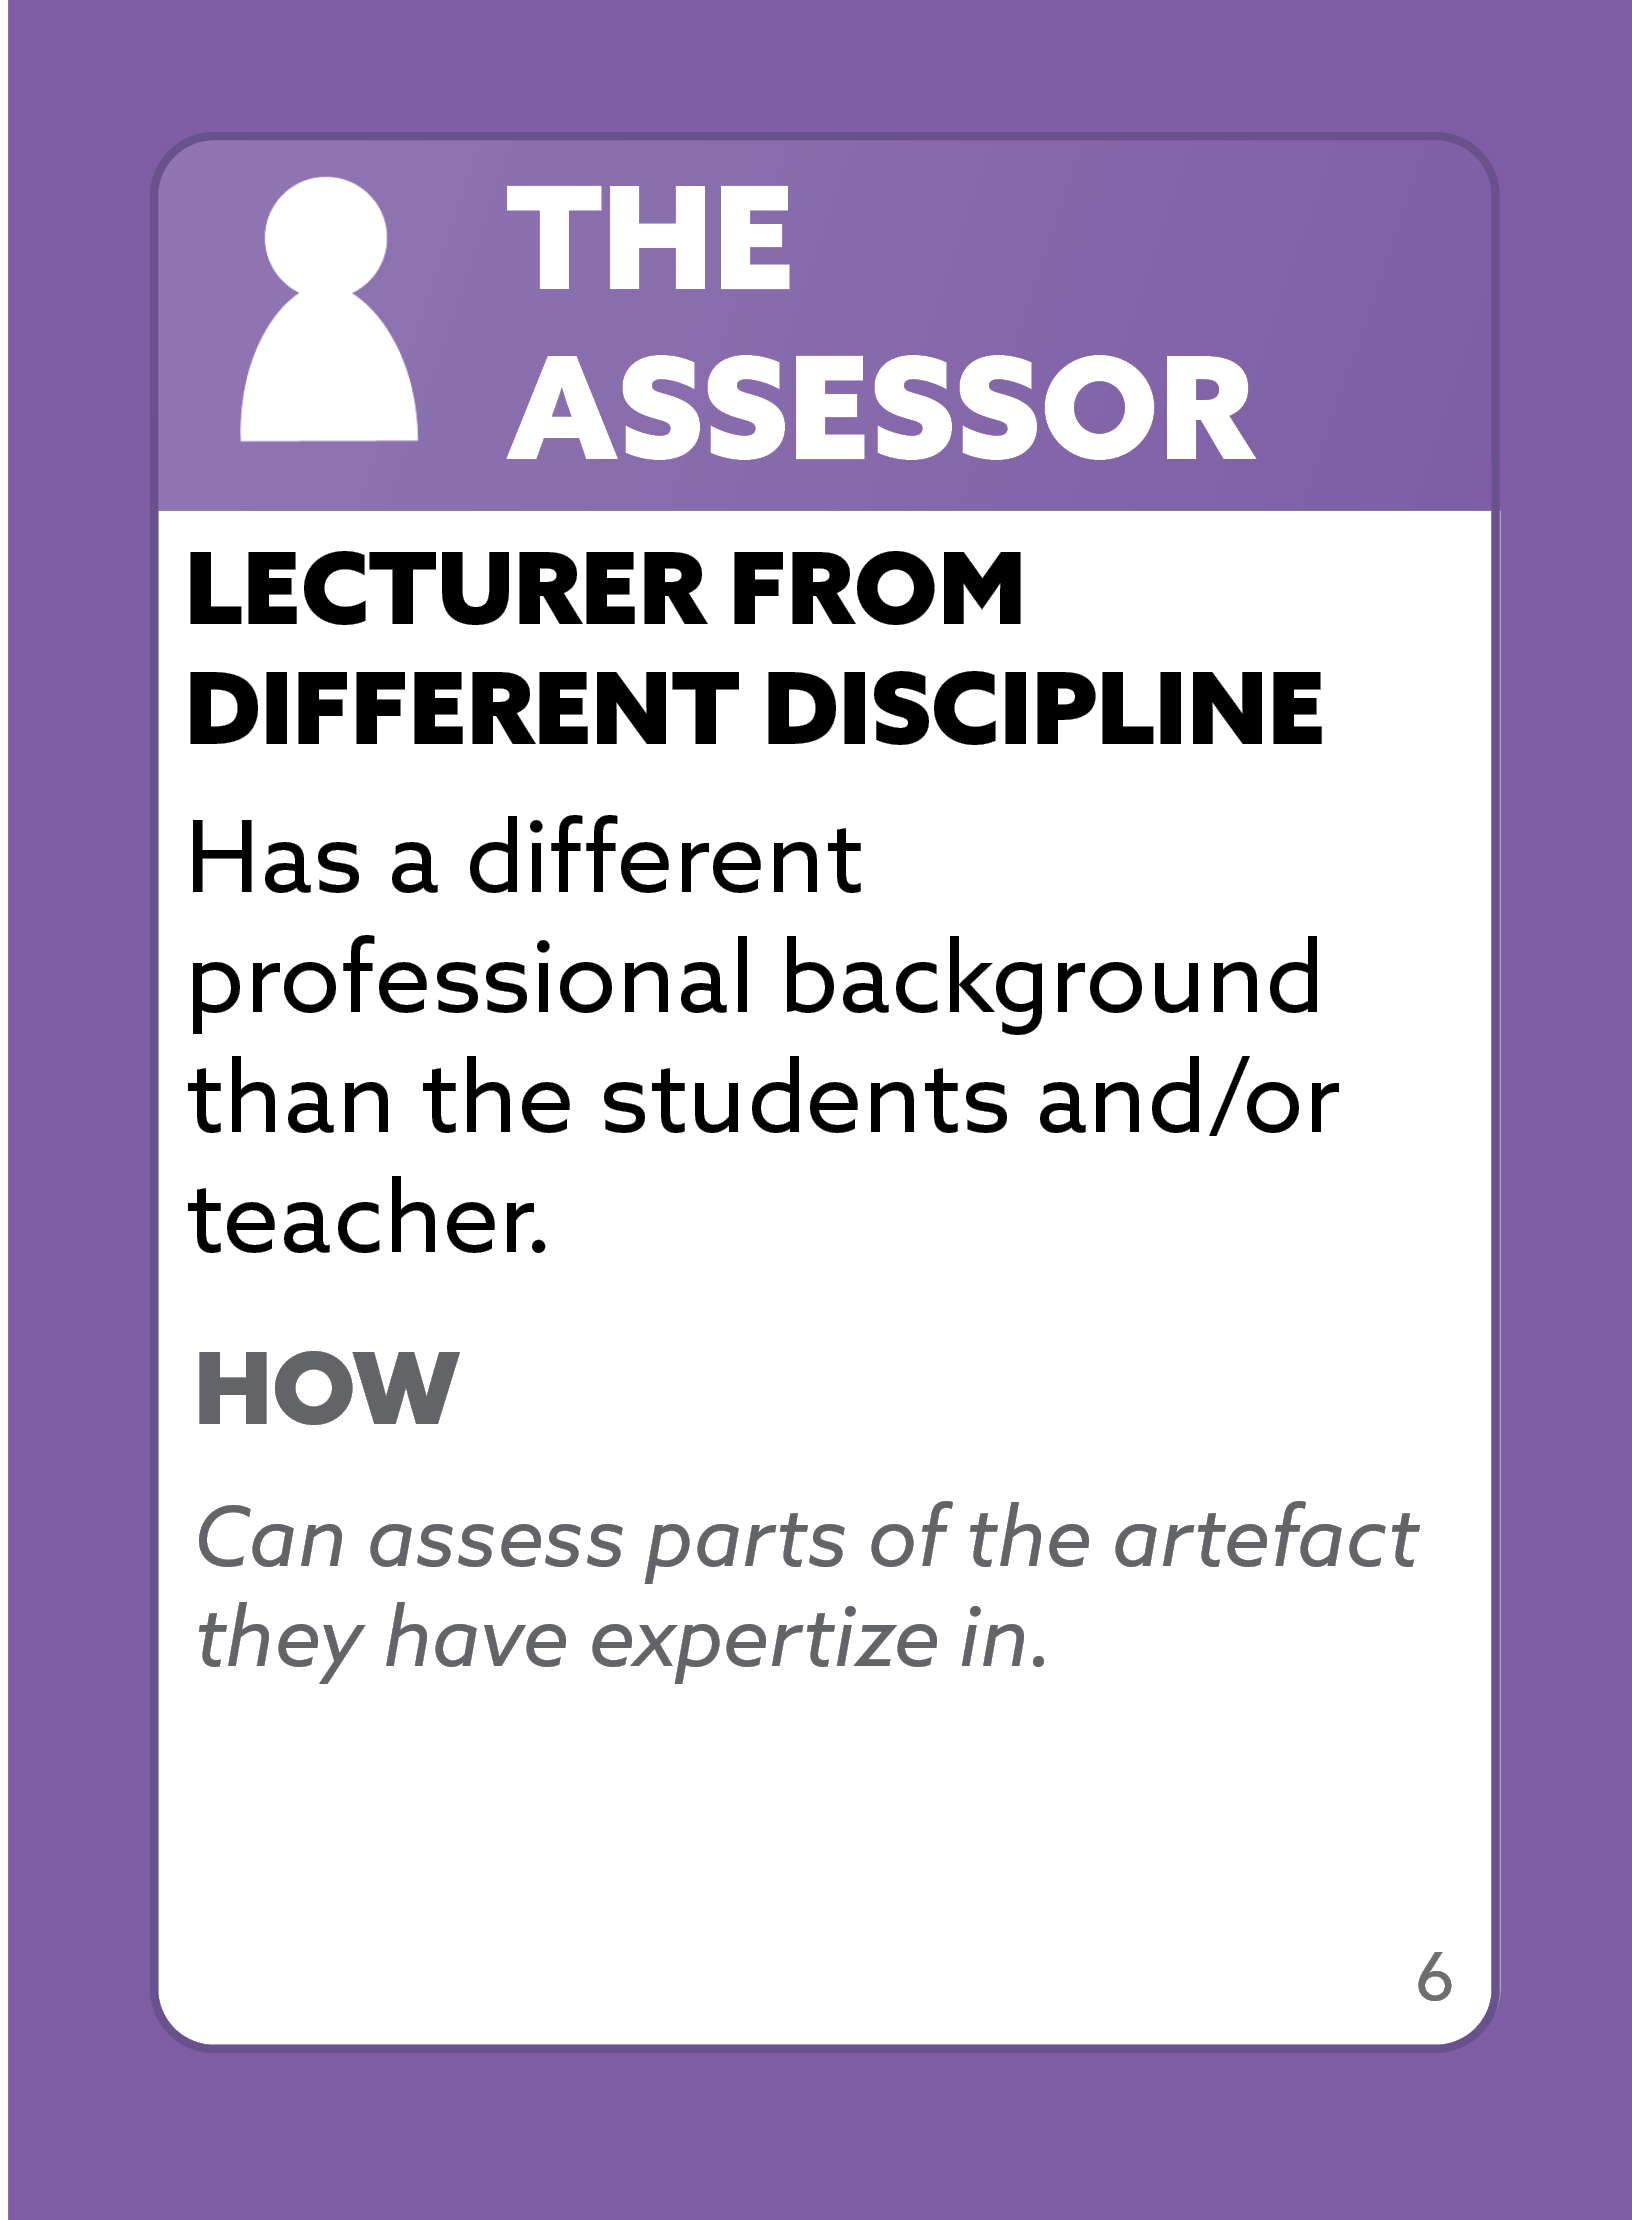 THE
ASSESSOR
LECTURER FROM
DIFFERENT DISCIPLINE
Has a different
professional background
than the students and/or
teacher.
HOW
Can assess parts of the artefact
they have expertize in.
6